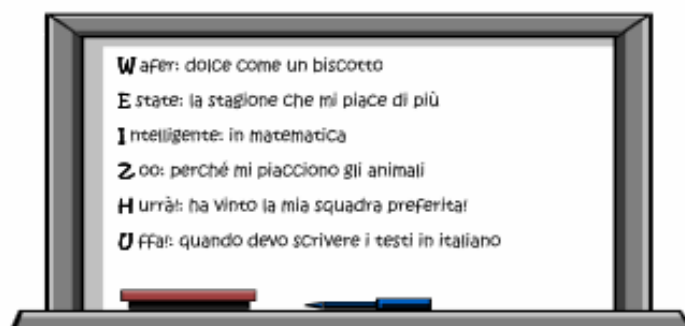 Wafer: dolce come un biscotto
Estate: la stagione che mi piace di più
Intelligente: in matematica
Zoo: perché mi piacciono gli animali
Hurrà!: ha vinto la mia squadra preferita!
Uffa!: quando devo scrivere i testi in italiano